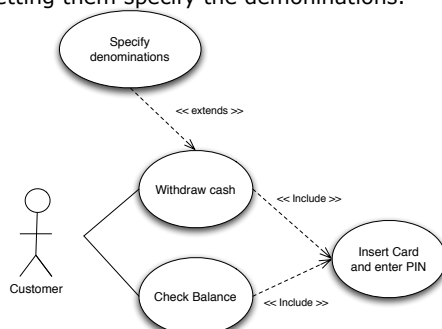 etting them specify the demoninations.
Specify
denominations
<< extends >>
Withdraw cash
<< Include >>
Insert Card
and enter PIN
Customer
Check Balance
<< Include >>